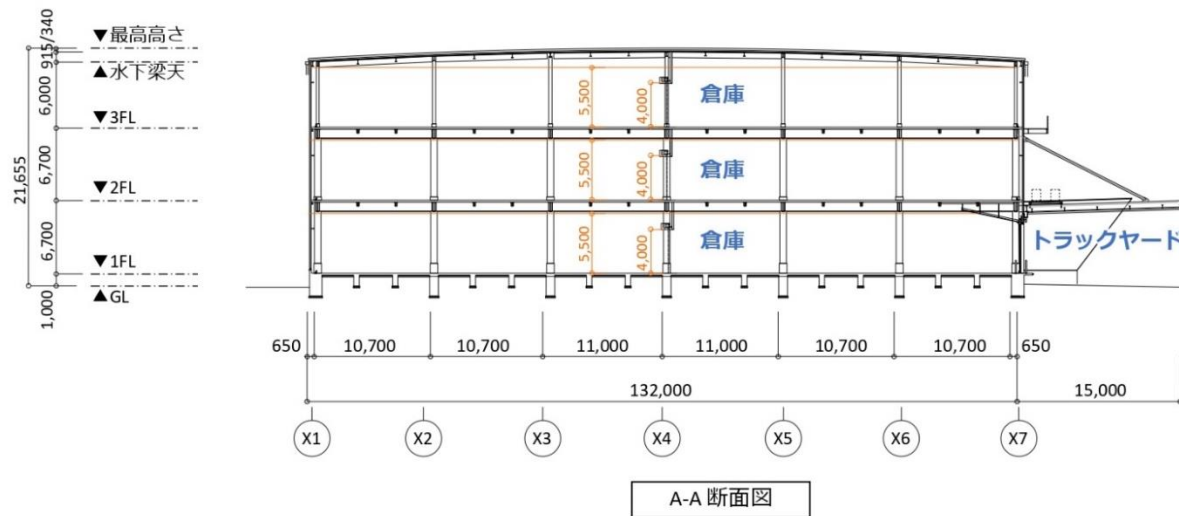 ▼最高高さ
▲水下梁天
▼3FL
▼2FL
▼1FL
▲GL
915/340
6,000
6,700
6,700
1,000
21,655
5,500
4,000
倉庫
5,500
4,000
倉庫
5,500
4,000
倉庫
トラックヤード
650
10,700
10,700
11,000
11,000
10,700
10,700
650
132,000
15,000
X1
X2
X3
X4
X5
X6
X7
A-A 断面図